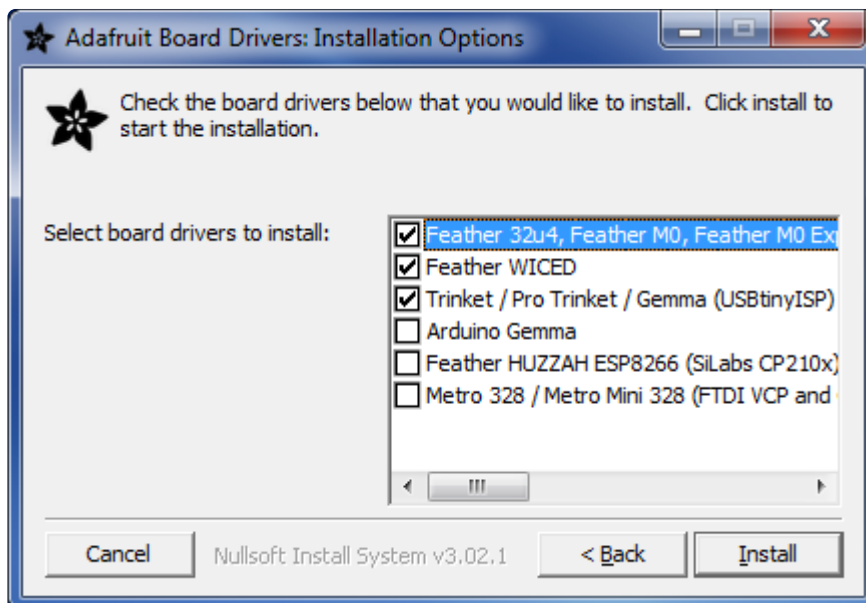 Adafruit Board Drivers: Installation Options
Check the board drivers below that you would like to install. Click install to
start the installation.
Select board drivers to install:
Feather 32u4, Feather M0, Feather M0
Feather WICED
Trinket / Pro Trinket / Gemma (USBtinyISP)
Arduino Gemma
Feather HUZZAH ESP8266 (SiLabs CP210x)
Metro 328 / Metro Mini 328 (FTDI VCP and
Cancel
Nullsoft Install System v3.02.1
< Back
Install